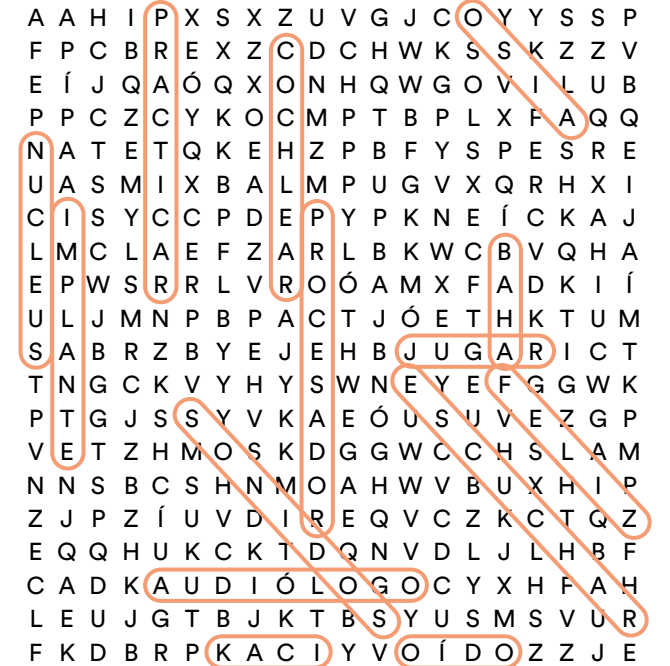 A A H I P X S X Z U V G J C O Y Y S S P
F P C B R E X Z C D C H W K S S K Z Z V
E Í J Q A Ó Q X O N H Q W G O V I L U B
P P C Z C Y K O C M P T B P L X F A Q Q
N A T E T Q K E H Z P B F Y S P E S R E
U A S M I X B A L M P U G V X Q R H X I
C I S Y C C P D E P Y P K N E Í C K A J
L M C L A E F Z A R L B K W C B V Q H A
E P W S R R L V R O Ó A M X F A D K I Í
U L J M N P B P A C T J Ó E T H K T U M
S A B R Z B Y E J E H B J U G A R I C T
T N G C K V Y H Y S W N E Y E F G G W K
P T G J S S Y V K A E Ó U S U V E Z G P
V E T Z H M O S K D G G W C C H S L A M
N N S B C S H N M O A H W V B U X H I P
Z J P Z Í U V D I R E Q V C Z K C T Q Z
E Q Q H U K C K T D Q N V D L J L H B F
C A D K A U D I Ó L O G O C Y X H F A H
L E U J G T B J K T B S Y U S M S V U R
F K D B R P K A C I Y V O Í D O Z Z J E